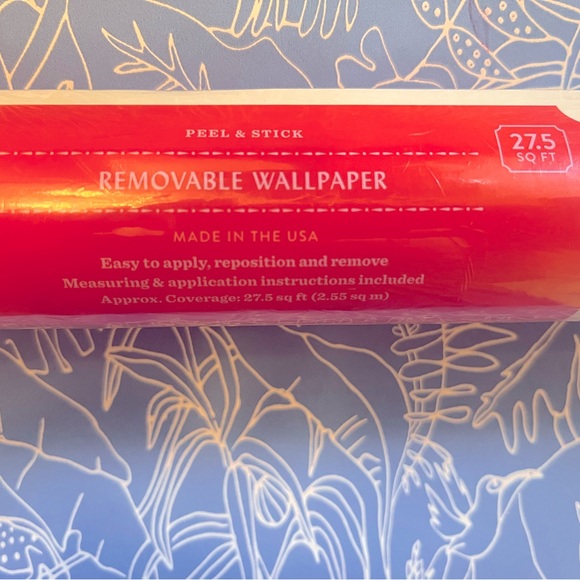 PEEL & STICK
27.5
SQ FT
REMOVABLE WALLPAPER
MADE IN THE USA
Easy to apply, reposition and remove
Measuring & application instructions included
Approx. Coverage: 27.5 sq ft (2.55 sq m)